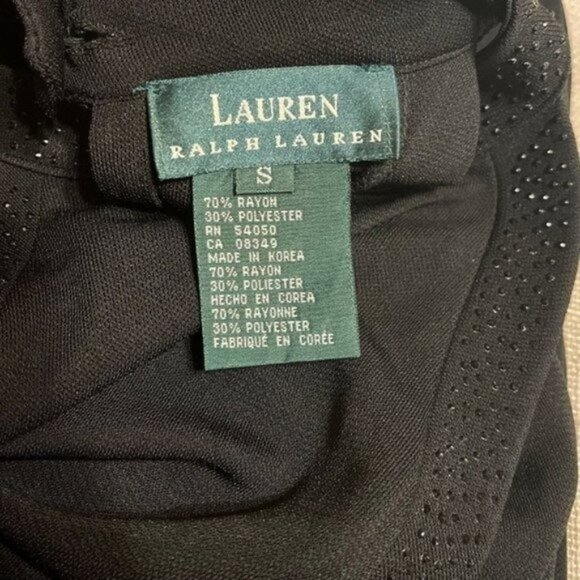 LAUREN
RALPH LAUREN
S
70% RAYON
30% POLYESTER
RN 54050
CA 08349
MADE IN KOREA
70% RAYON
30% POLIESTER
HECHO EN COREA
70% RAYONNE
30% POLYESTER
FABRIQUÉ EN CORÉE